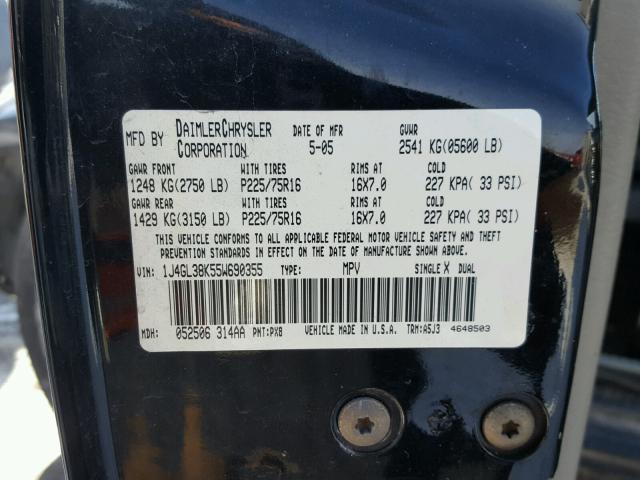 MFD BY DAIMLERCHRYSLER CORPORATION DATE OF MFR 5-05 GVWR 2541 KG(05600 LB)
GAWR FRONT WITH TIRES RIMS AT COLD
1248 KG(2750 LB) P225/75R16 16X7.0 227 KPA( 33 PSI)
GAWR REAR WITH TIRES RIMS AT COLD
1429 KG(3150 LB) P225/75R16 16X7.0 227 KPA( 33 PSI)
THIS VEHICLE CONFORMS TO ALL APPLICABLE FEDERAL MOTOR VEHICLE SAFETY AND THEFT
PREVENTION STANDARDS IN EFFECT ON THE DATE OF MANUFACTURE SHOWN ABOVE.
VIN: 1J4GL38K55W690355 TYPE: MPV SINGLE X DUAL
MDH: 052506 314AA PNT:PX8 VEHICLE MADE IN U.S.A. TRM:A5J3 4648503